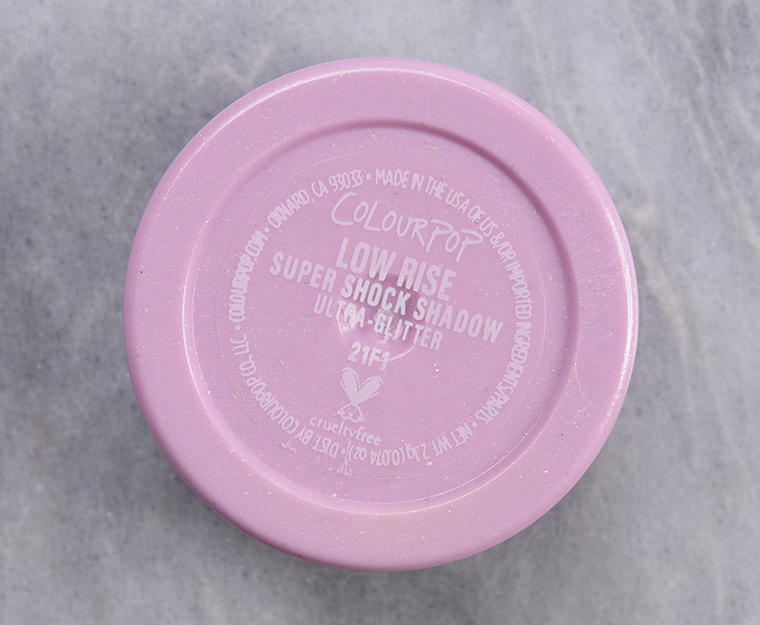 COLOURPOP
LOW RISE
SUPER SHOCK SHADOW
ULTRA-GLITTER
21F1
crueltyfree
• MADE IN THE USA OF US &/OR IMPORTED INGREDIENTS/PARTS • NET WT. 2.1g (0.074 oz) • DIST. BY COLOURPOP CO., LLC • COLOURPOP.COM • OXNARD, CA 93033